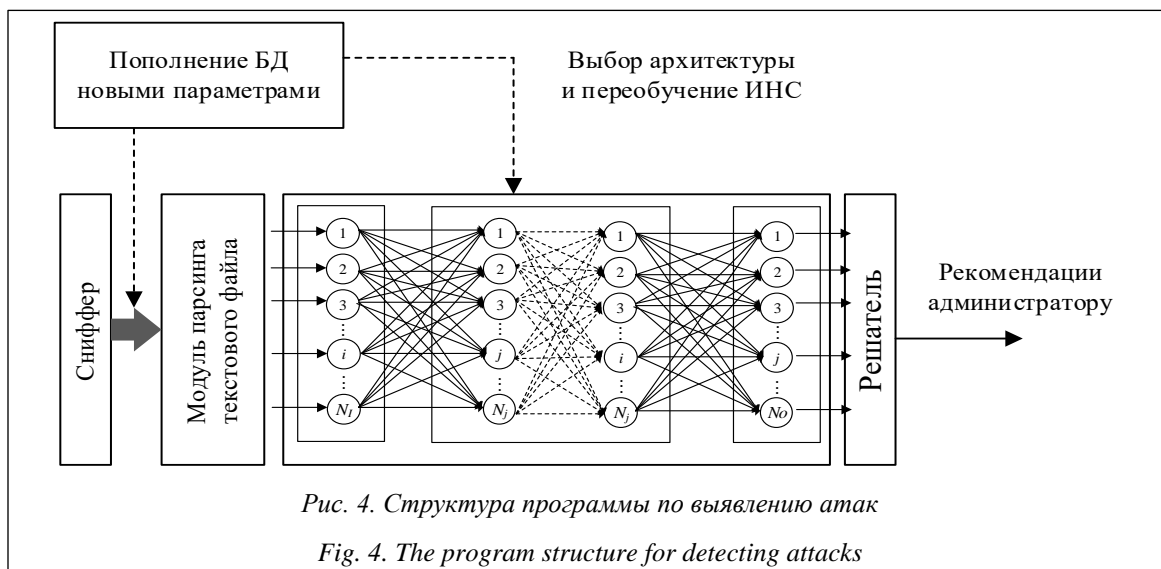 Пополнение БД
новыми параметрами
Выбор архитектуры
и переобучение ИНС
Сниффер
Модуль парсинга
текстового файла
1
2
3
⋮
i
⋮
N_I
1
2
3
⋮
j
⋮
N_j
1
2
3
⋮
i
⋮
N_j
1
2
3
⋮
j
⋮
No
Решатель
Рекомендации
администратору
Рис. 4. Структура программы по выявлению атак
Fig. 4. The program structure for detecting attacks